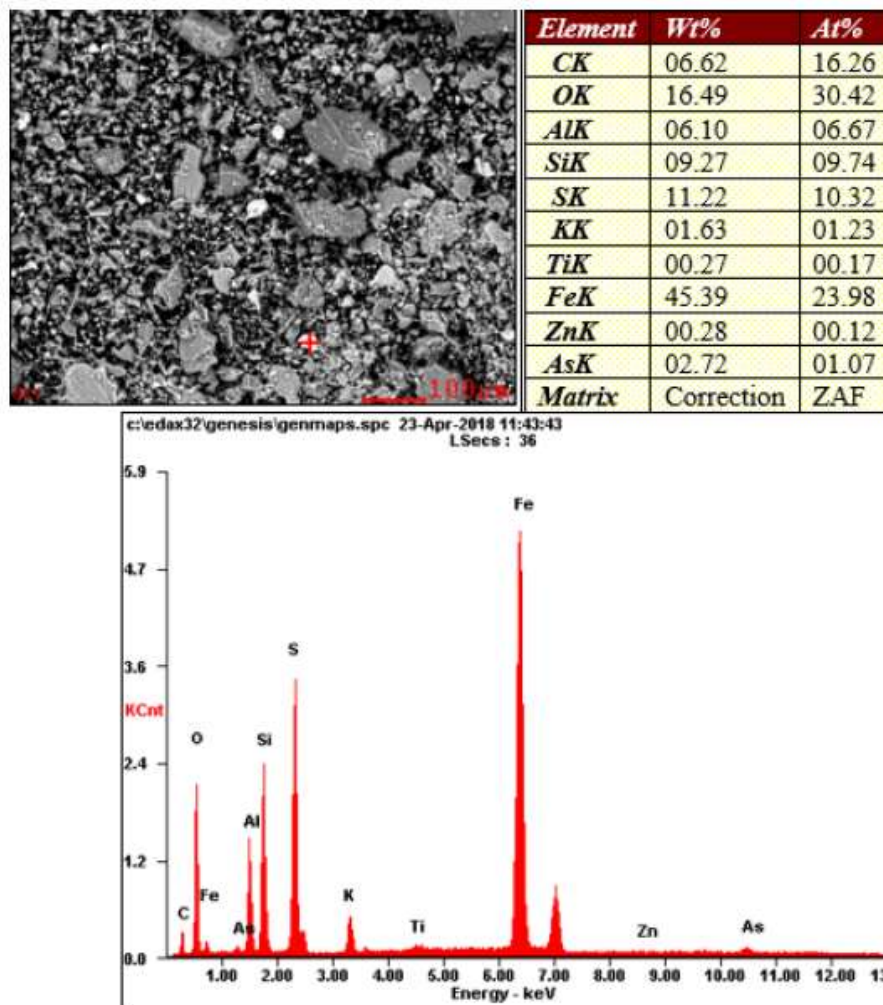 Element Wt% At%
CK 06.62 16.26
OK 16.49 30.42
AlK 06.10 06.67
SiK 09.27 09.74
SK 11.22 10.32
KK 01.63 01.23
TiK 00.27 00.17
FeK 45.39 23.98
ZnK 00.28 00.12
AsK 02.72 01.07
Matrix Correction ZAF
100µm
c:\edax32\genesis\genmaps.spc 23-Apr-2018 11:43:43
LSecs : 36
5.9
4.7
3.6
KCnt
2.4
1.2
0.0
C
O
Fe
As
Al
Si
S
K
Ti
Fe
Zn
As
1.00 2.00 3.00 4.00 5.00 6.00 7.00 8.00 9.00 10.00 11.00 12.00
Energy - keV